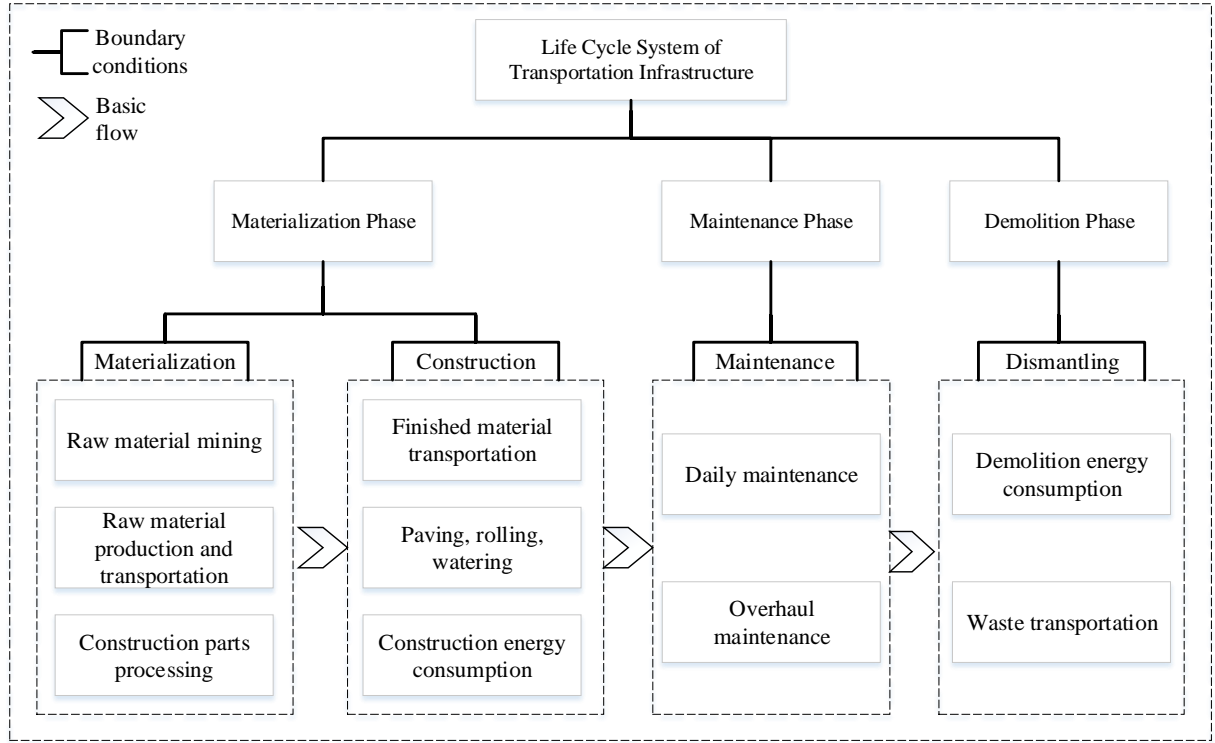 Boundary
conditions
Basic
flow
Life Cycle System of
Transportation Infrastructure
Materialization Phase
Maintenance Phase
Demolition Phase
Materialization
Construction
Maintenance
Dismantling
Raw material mining
Raw material
production and
transportation
Construction parts
processing
Finished material
transportation
Paving, rolling,
watering
Construction energy
consumption
Daily maintenance
Overhaul
maintenance
Demolition energy
consumption
Waste transportation